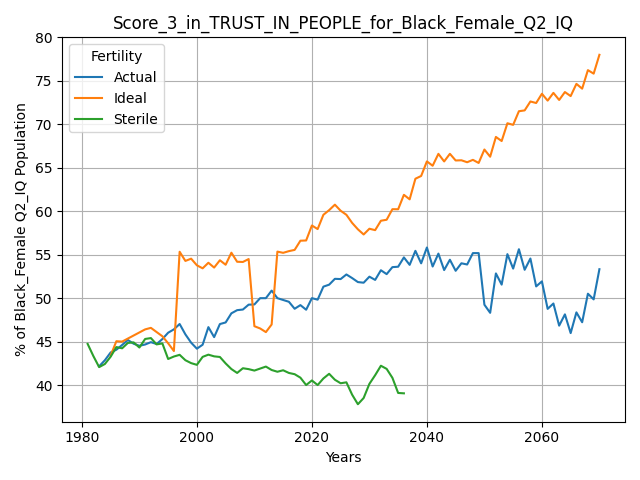 Score_3_in_TRUST_IN_PEOPLE_for_Black_Female_Q2_IQ
% of Black_Female Q2_IQ Population
80
75
70
65
60
55
50
45
40
Fertility
Actual
Ideal
Sterile
1980 2000 2020 2040 2060
Years